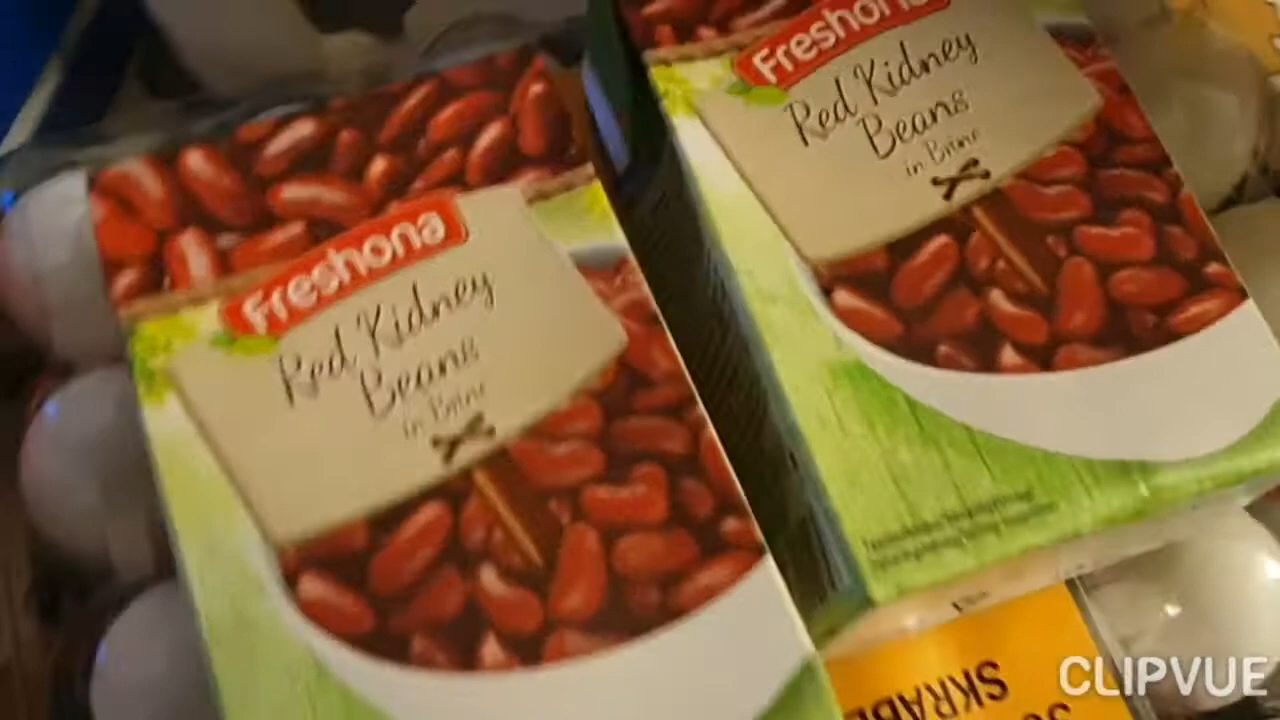 Freshona
Red Kidney
Beans
in Brine
Freshona
Red Kidney
Beans
in Brine
CLIPVUE